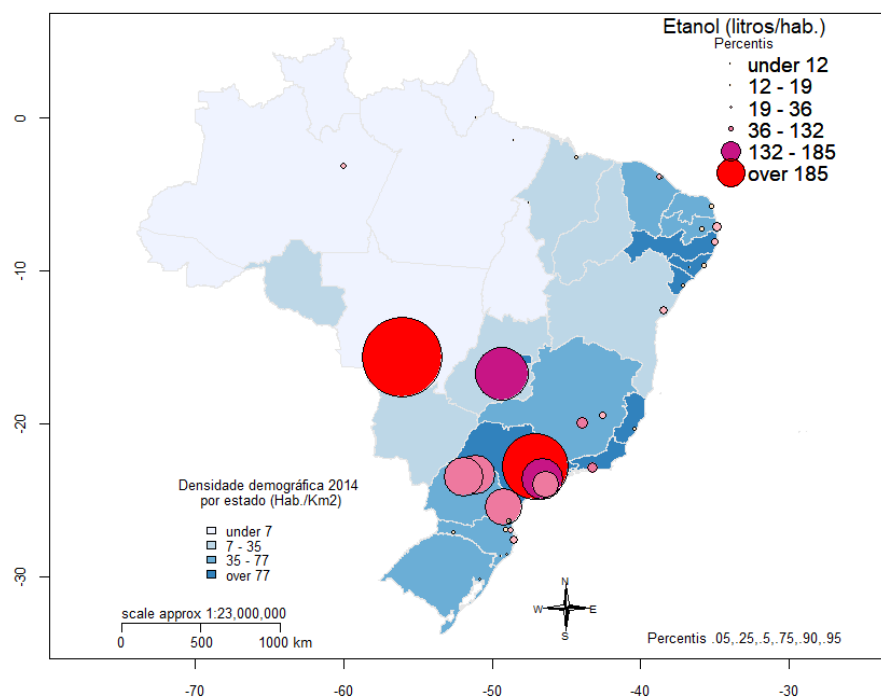 Etanol (litros/hab.)
Percentis
under 12
12 - 19
19 - 36
36 - 132
132 - 185
over 185
0
-10
-20
-30
Densidade demográfica 2014
por estado (Hab./Km2)
under 7
7 - 35
35 - 77
over 77
scale approx 1:23,000,000
0 500 1000 km
N
W E
S
Percentis .05,.25,.5,.75,.90,.95
-70 -60 -50 -40 -30